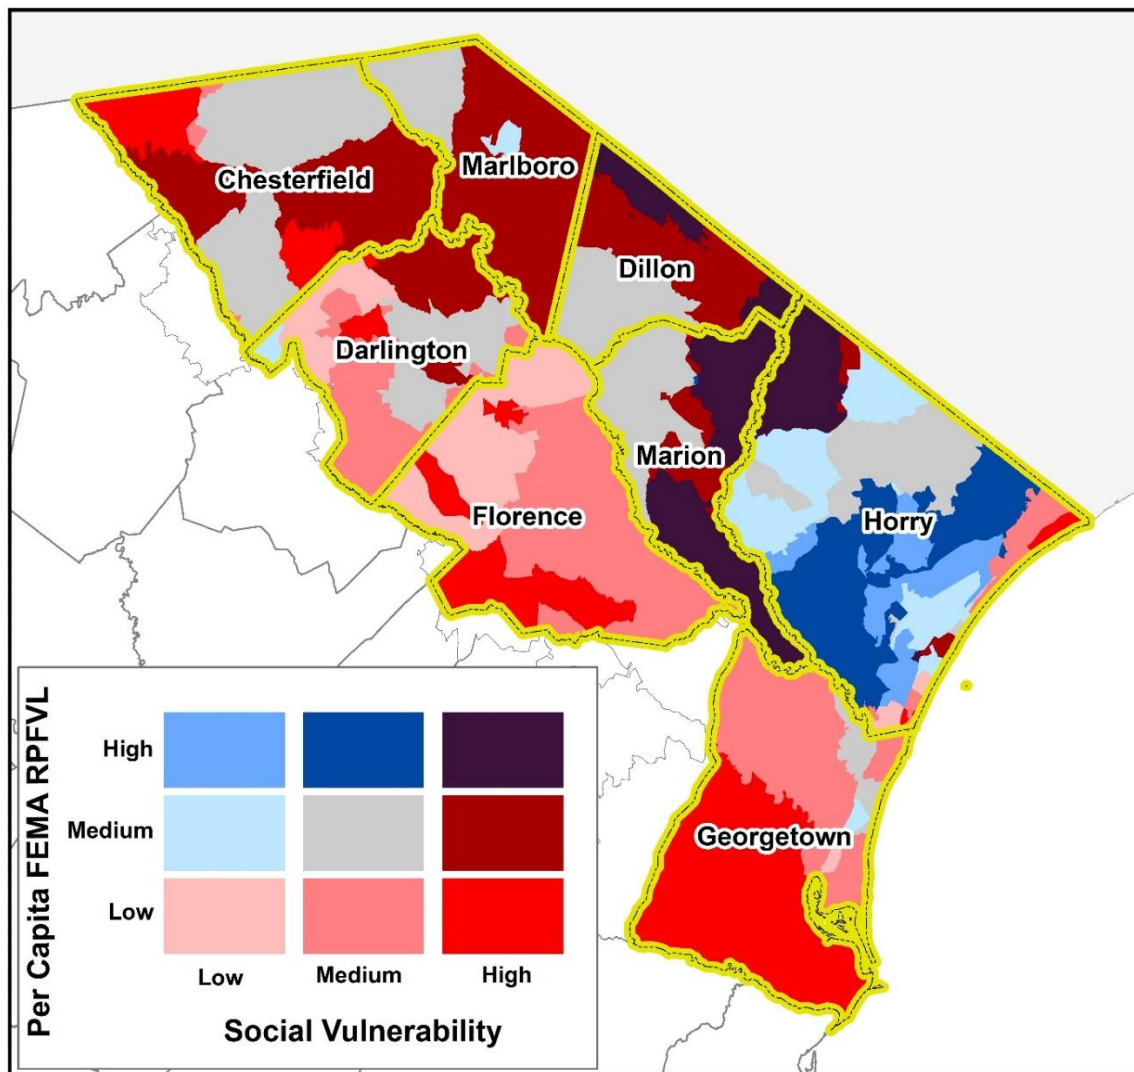 Chesterfield
Marlboro
Dillon
Darlington
Marion
Florence
Horry
Georgetown
Per Capita FEMA RPFVL
High
Medium
Low
Low
Medium
High
Social Vulnerability